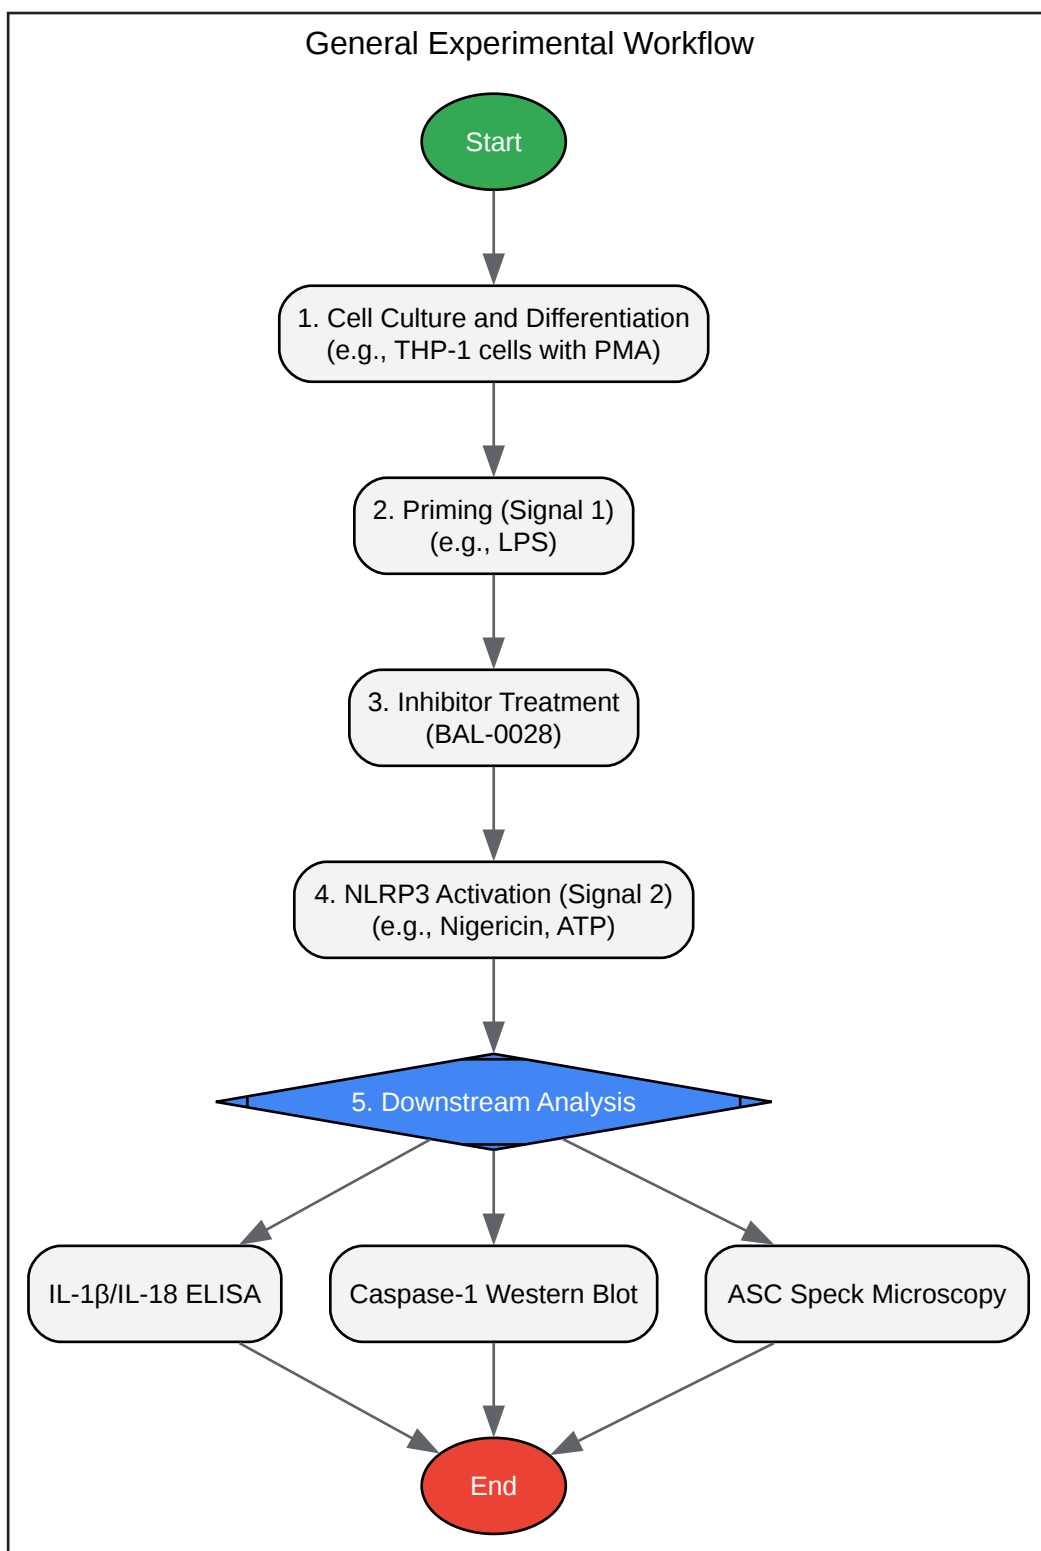 General Experimental Workflow
Start
1. Cell Culture and Differentiation
(e.g., THP-1 cells with PMA)
2. Priming (Signal 1)
(e.g., LPS)
3. Inhibitor Treatment
(BAL-0028)
4. NLRP3 Activation (Signal 2)
(e.g., Nigericin, ATP)
5. Downstream Analysis
IL-1β/IL-18 ELISA
Caspase-1 Western Blot
ASC Speck Microscopy
End